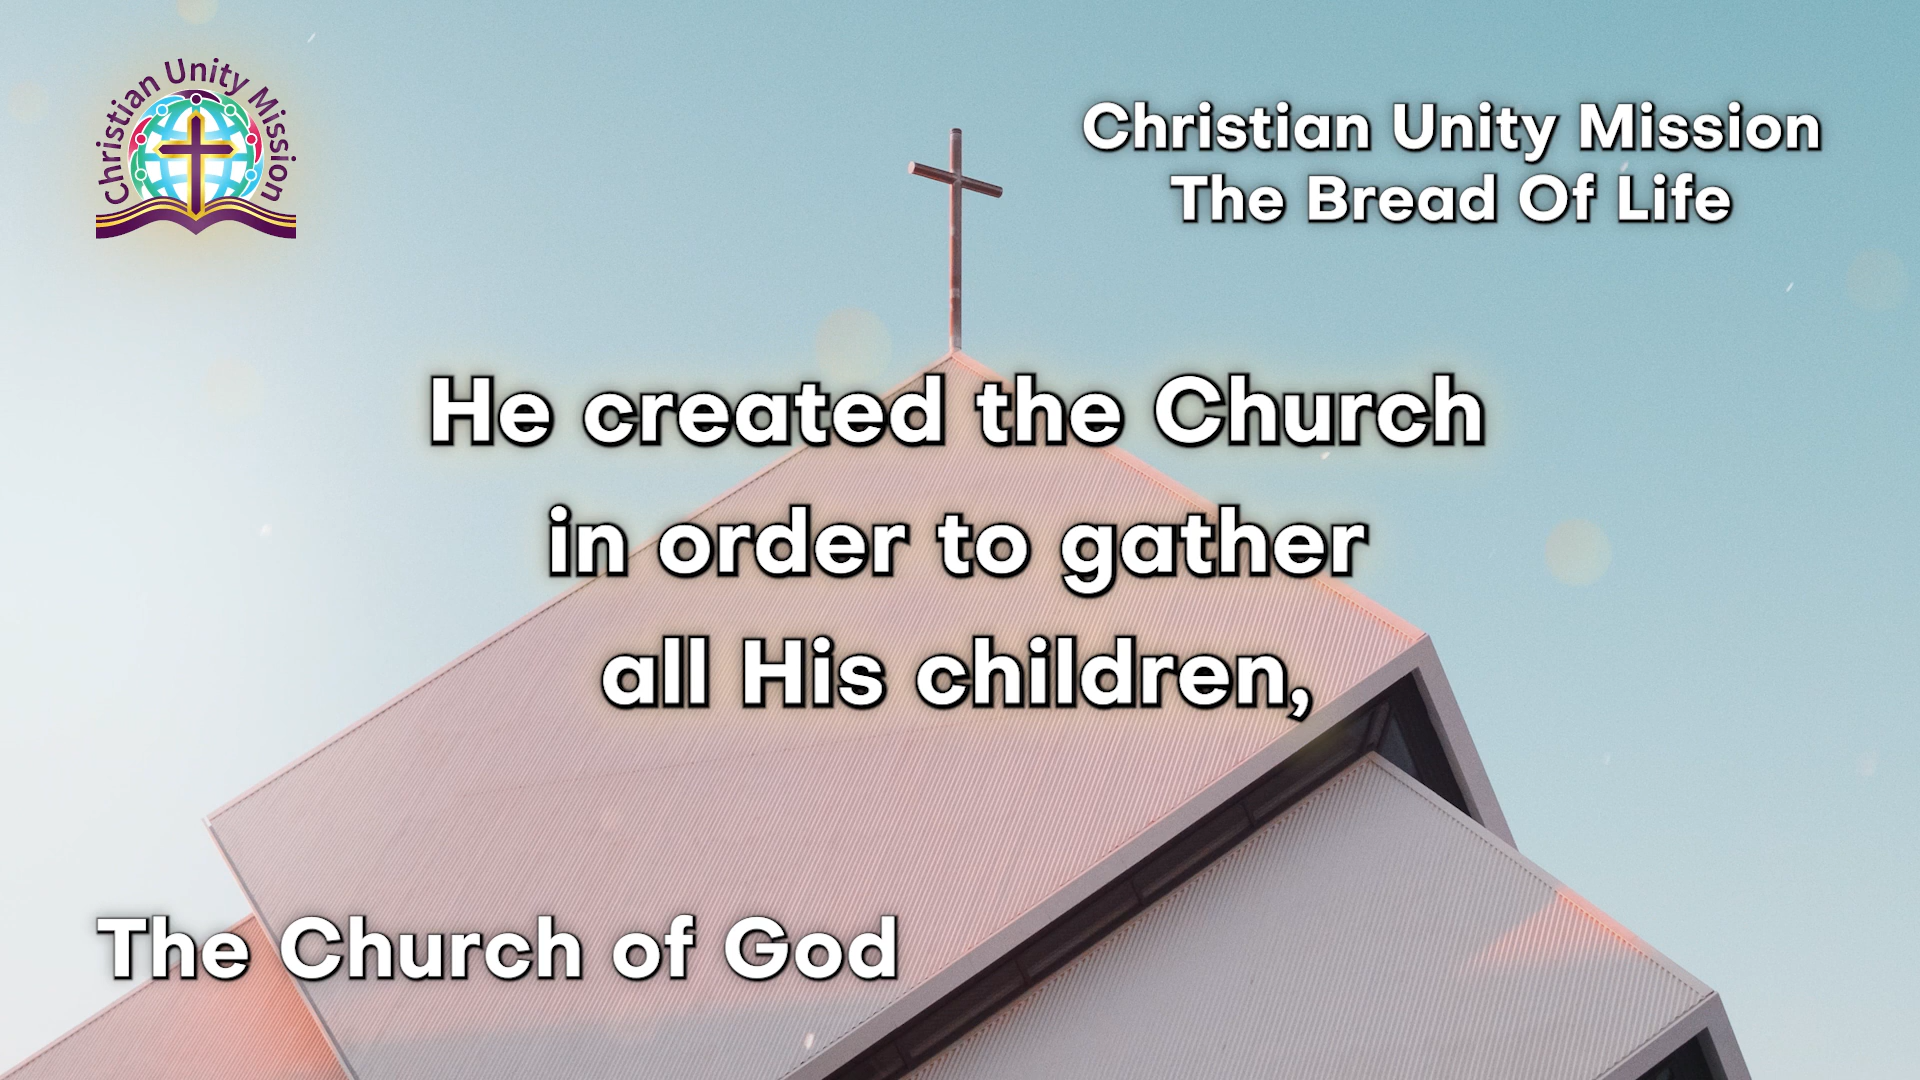 Christian Unity Mission
Christian Unity Mission
The Bread Of Life
He created the Church
in order to gather
all His children,
The Church of God